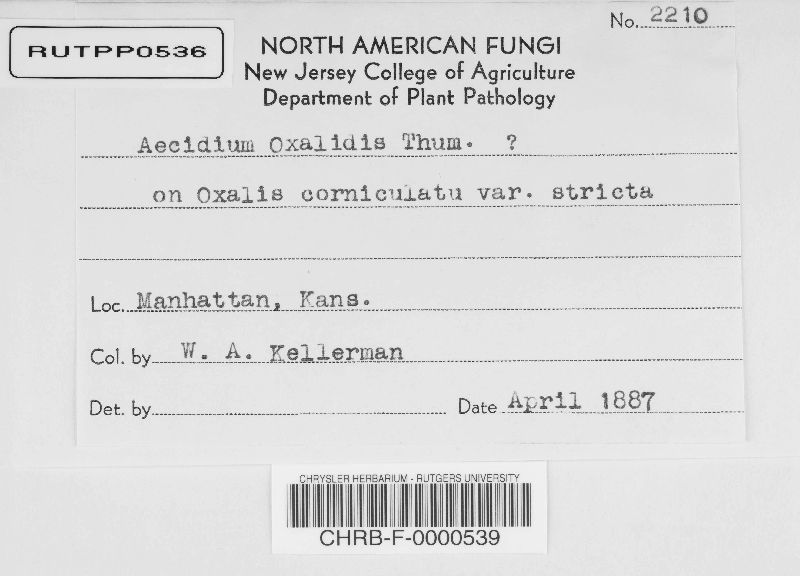 No. 2210
RUTPP0536
NORTH AMERICAN FUNGI
New Jersey College of Agriculture
Department of Plant Pathology
Aecidium Oxalidis Thum. ?
on Oxalis corniculatu var. stricta
Loc. Manhattan, Kans.
Col. by W. A. Kellerman
Det. by Date April 1887
CHRYSLER HERBARIUM - RUTGERS UNIVERSITY
CHRB-F-0000539